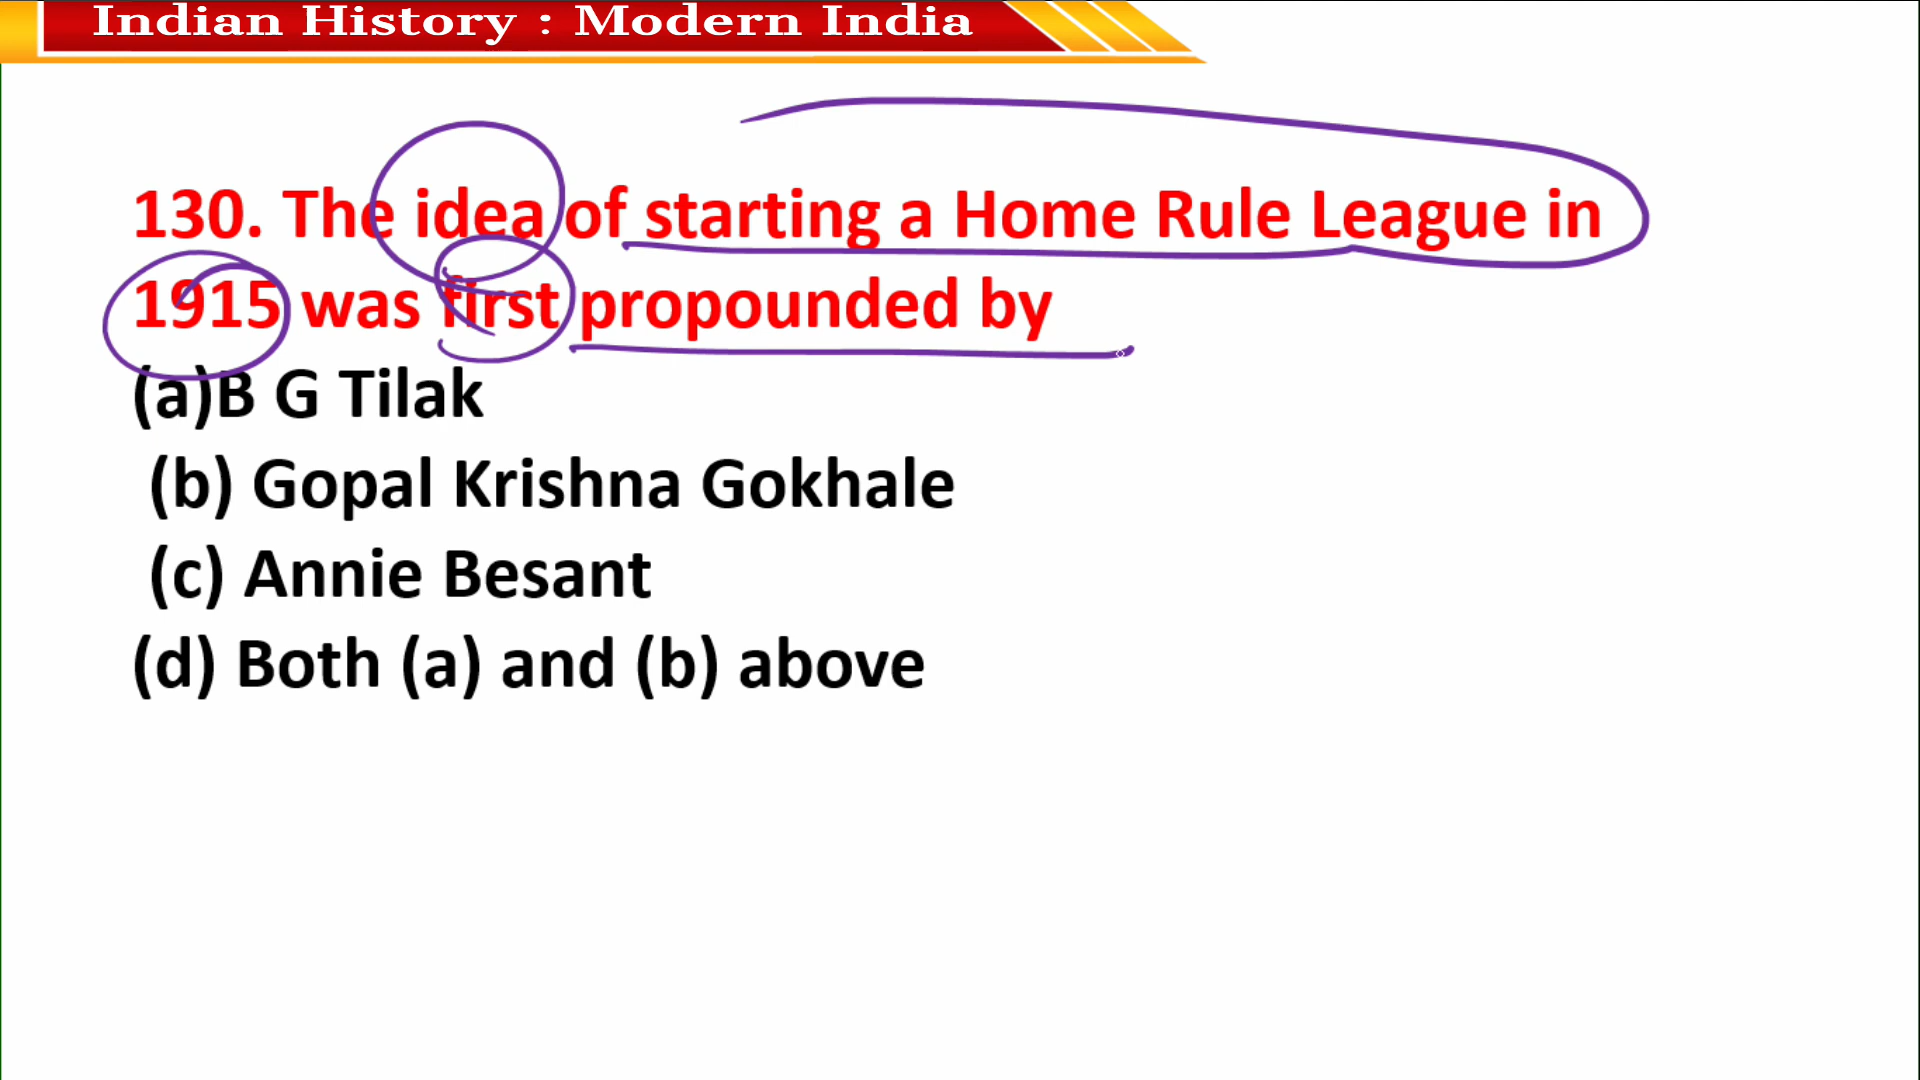 Indian History : Modern India
130. The idea of starting a Home Rule League in
1915 was first propounded by
(a)B G Tilak
(b) Gopal Krishna Gokhale
(c) Annie Besant
(d) Both (a) and (b) above